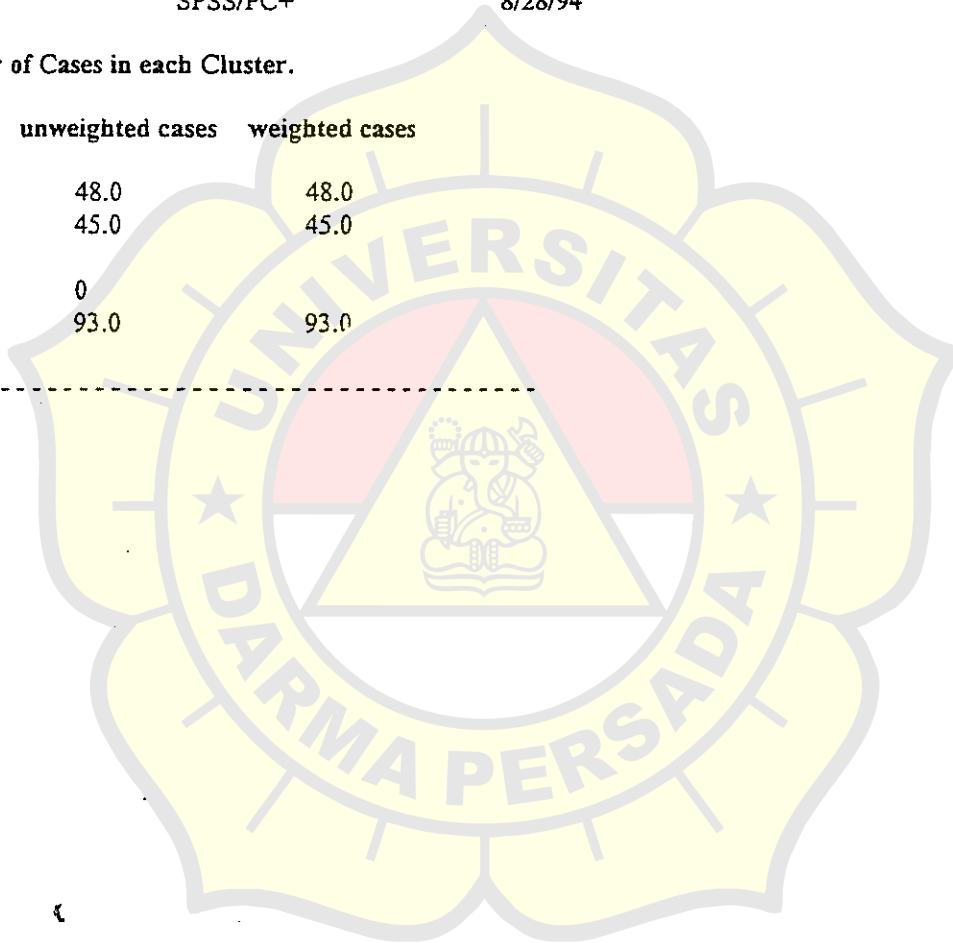 SPSS/PC+ 8/28/94
of Cases in each Cluster.
unweighted cases weighted cases
48.0 48.0
45.0 45.0
0
93.0 93.0
UNIVERSITAS
DARMA PERSADA